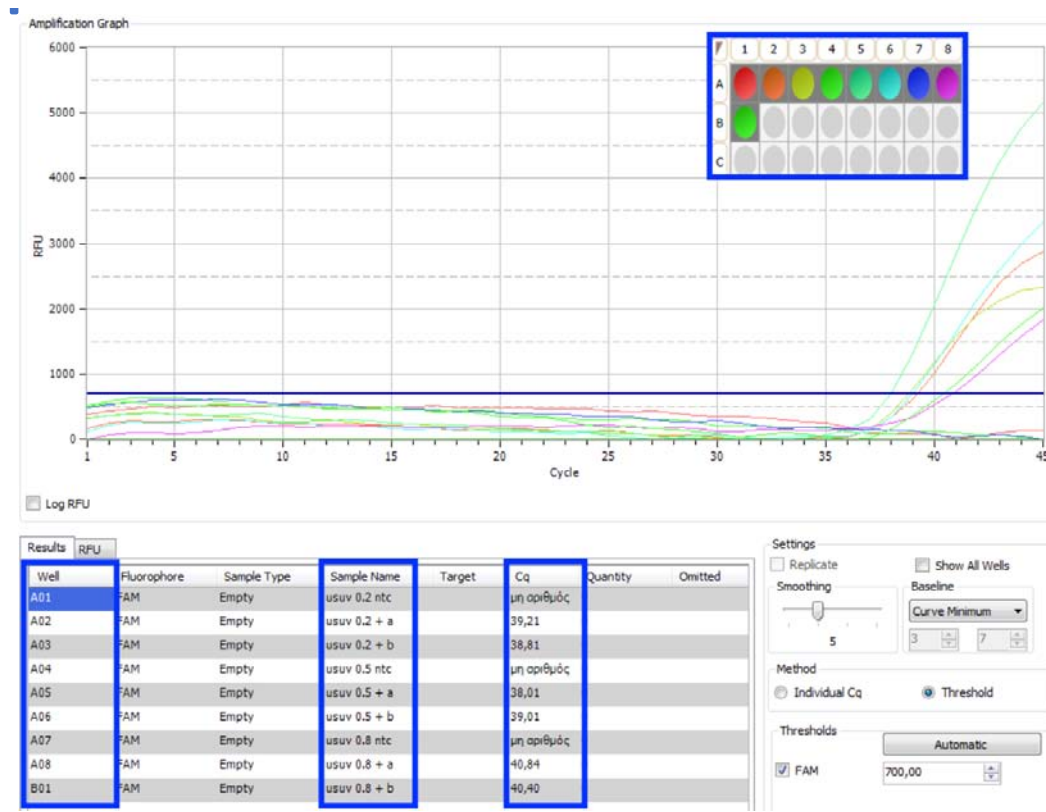 Amplification Graph
6000
5000
4000
3000
2000
1000
0
RFU
1 5 10 15 20 25 30 35 40 45
Cycle
1 2 3 4 5 6 7 8
A
B
C
Log RFU
Results RFU
Well Fluorophore Sample Type Sample Name Target Cq Quantity Omitted
A01 FAM Empty usuv 0.2 ntc μη αριθμός
A02 FAM Empty usuv 0.2 + a 39,21
A03 FAM Empty usuv 0.2 + b 38,81
A04 FAM Empty usuv 0.5 ntc μη αριθμός
A05 FAM Empty usuv 0.5 + a 38,01
A06 FAM Empty usuv 0.5 + b 39,01
A07 FAM Empty usuv 0.8 ntc μη αριθμός
A08 FAM Empty usuv 0.8 + a 40,84
B01 FAM Empty usuv 0.8 + b 40,40
Settings
Replicate Show All Wells
Smoothing Baseline
Curve Minimum
5 3 7
Method
Individual Cq Threshold
Thresholds
Automatic
FAM 700,00